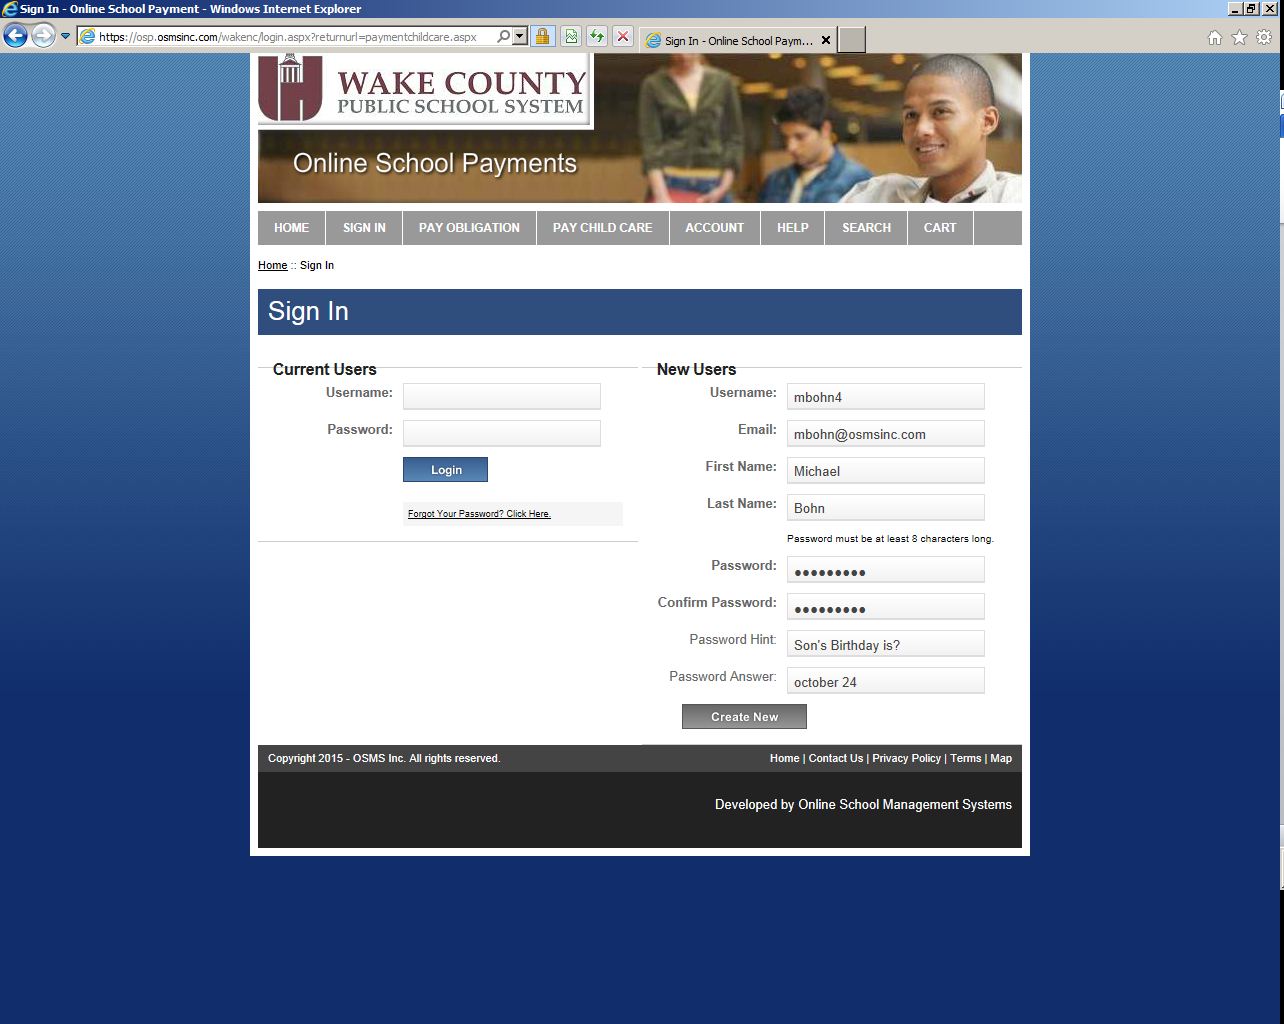 Sign In - Online School Payment - Windows Internet Explorer
https://osp.osmsinc.com/wakenc/login.aspx?returnurl=paymentchildcare.aspx
Sign In - Online School Paym...
WAKE COUNTY
PUBLIC SCHOOL SYSTEM
Online School Payments
HOME SIGN IN PAY OBLIGATION PAY CHILD CARE ACCOUNT HELP SEARCH CART
Home :: Sign In
Sign In
Current Users
Username:
Password:
Login
Forgot Your Password? Click Here.
New Users
Username: mbohn4
Email: mbohn@osmsinc.com
First Name: Michael
Last Name: Bohn
Password must be at least 8 characters long.
Password: •••••••••
Confirm Password: •••••••••
Password Hint: Son's Birthday is?
Password Answer: october 24
Create New
Copyright 2015 - OSMS Inc. All rights reserved.
Home | Contact Us | Privacy Policy | Terms | Map
Developed by Online School Management Systems